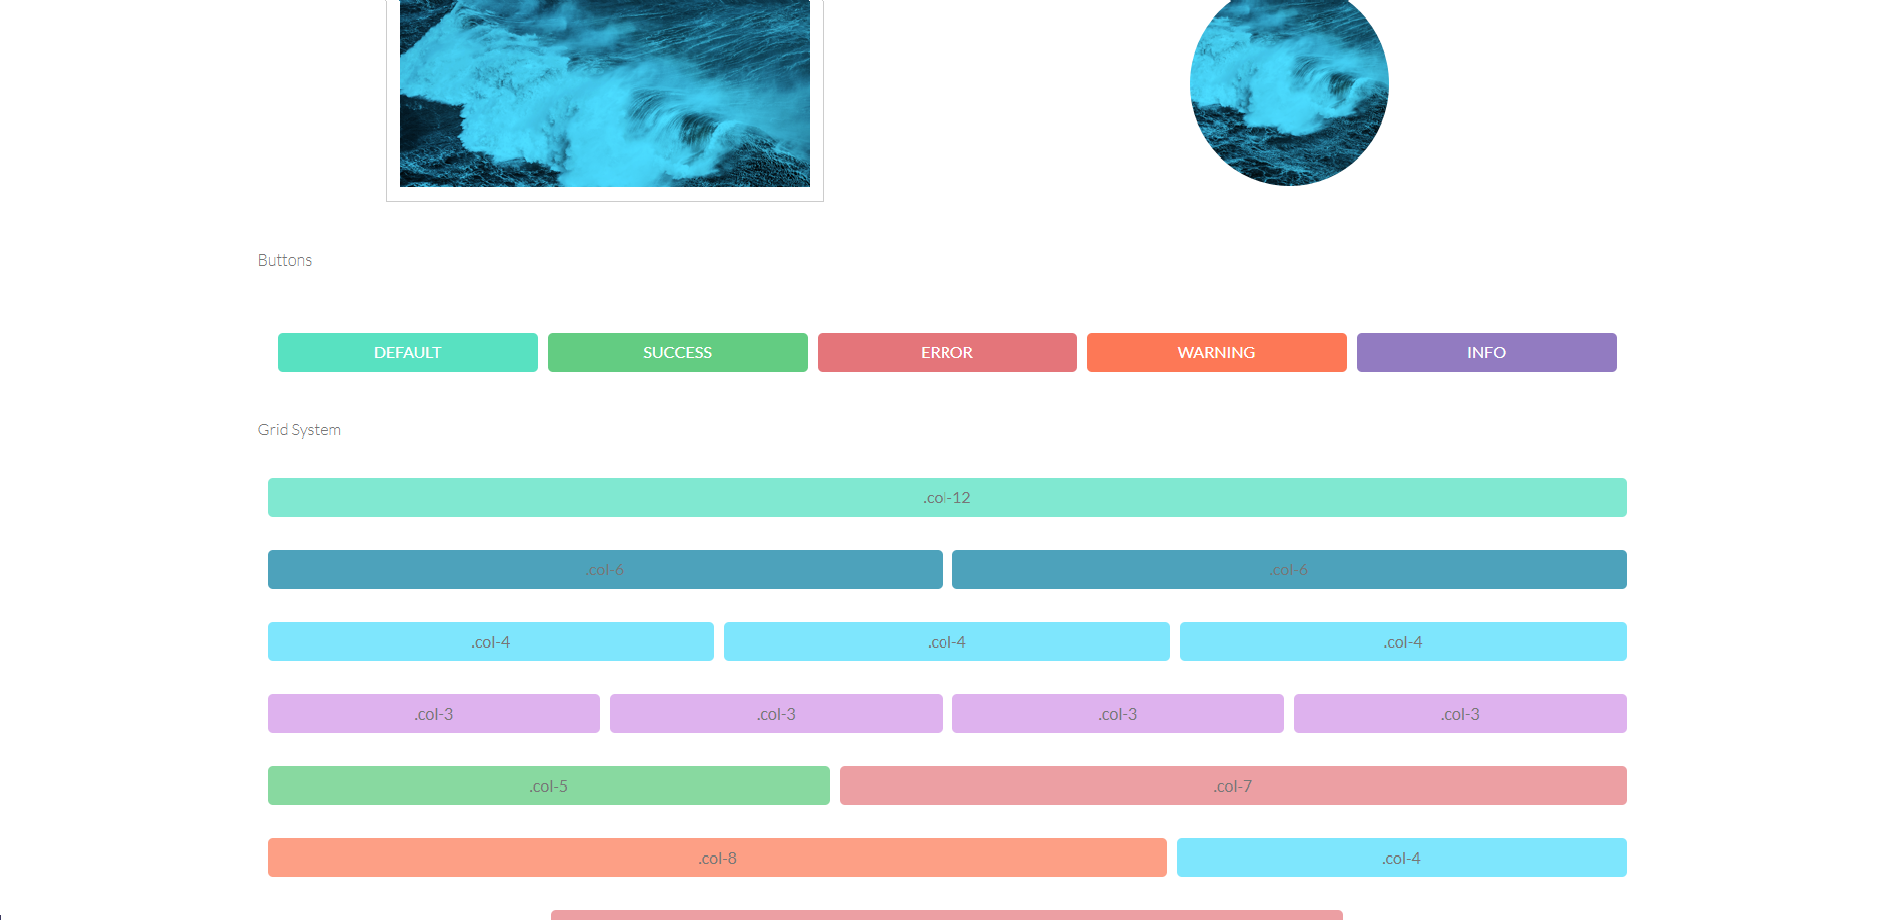 Buttons
DEFAULT SUCCESS ERROR WARNING INFO
Grid System
.col-12
.col-6 .col-6
.col-4 .col-4 .col-4
.col-3 .col-3 .col-3 .col-3
.col-5 .col-7
.col-8 .col-4